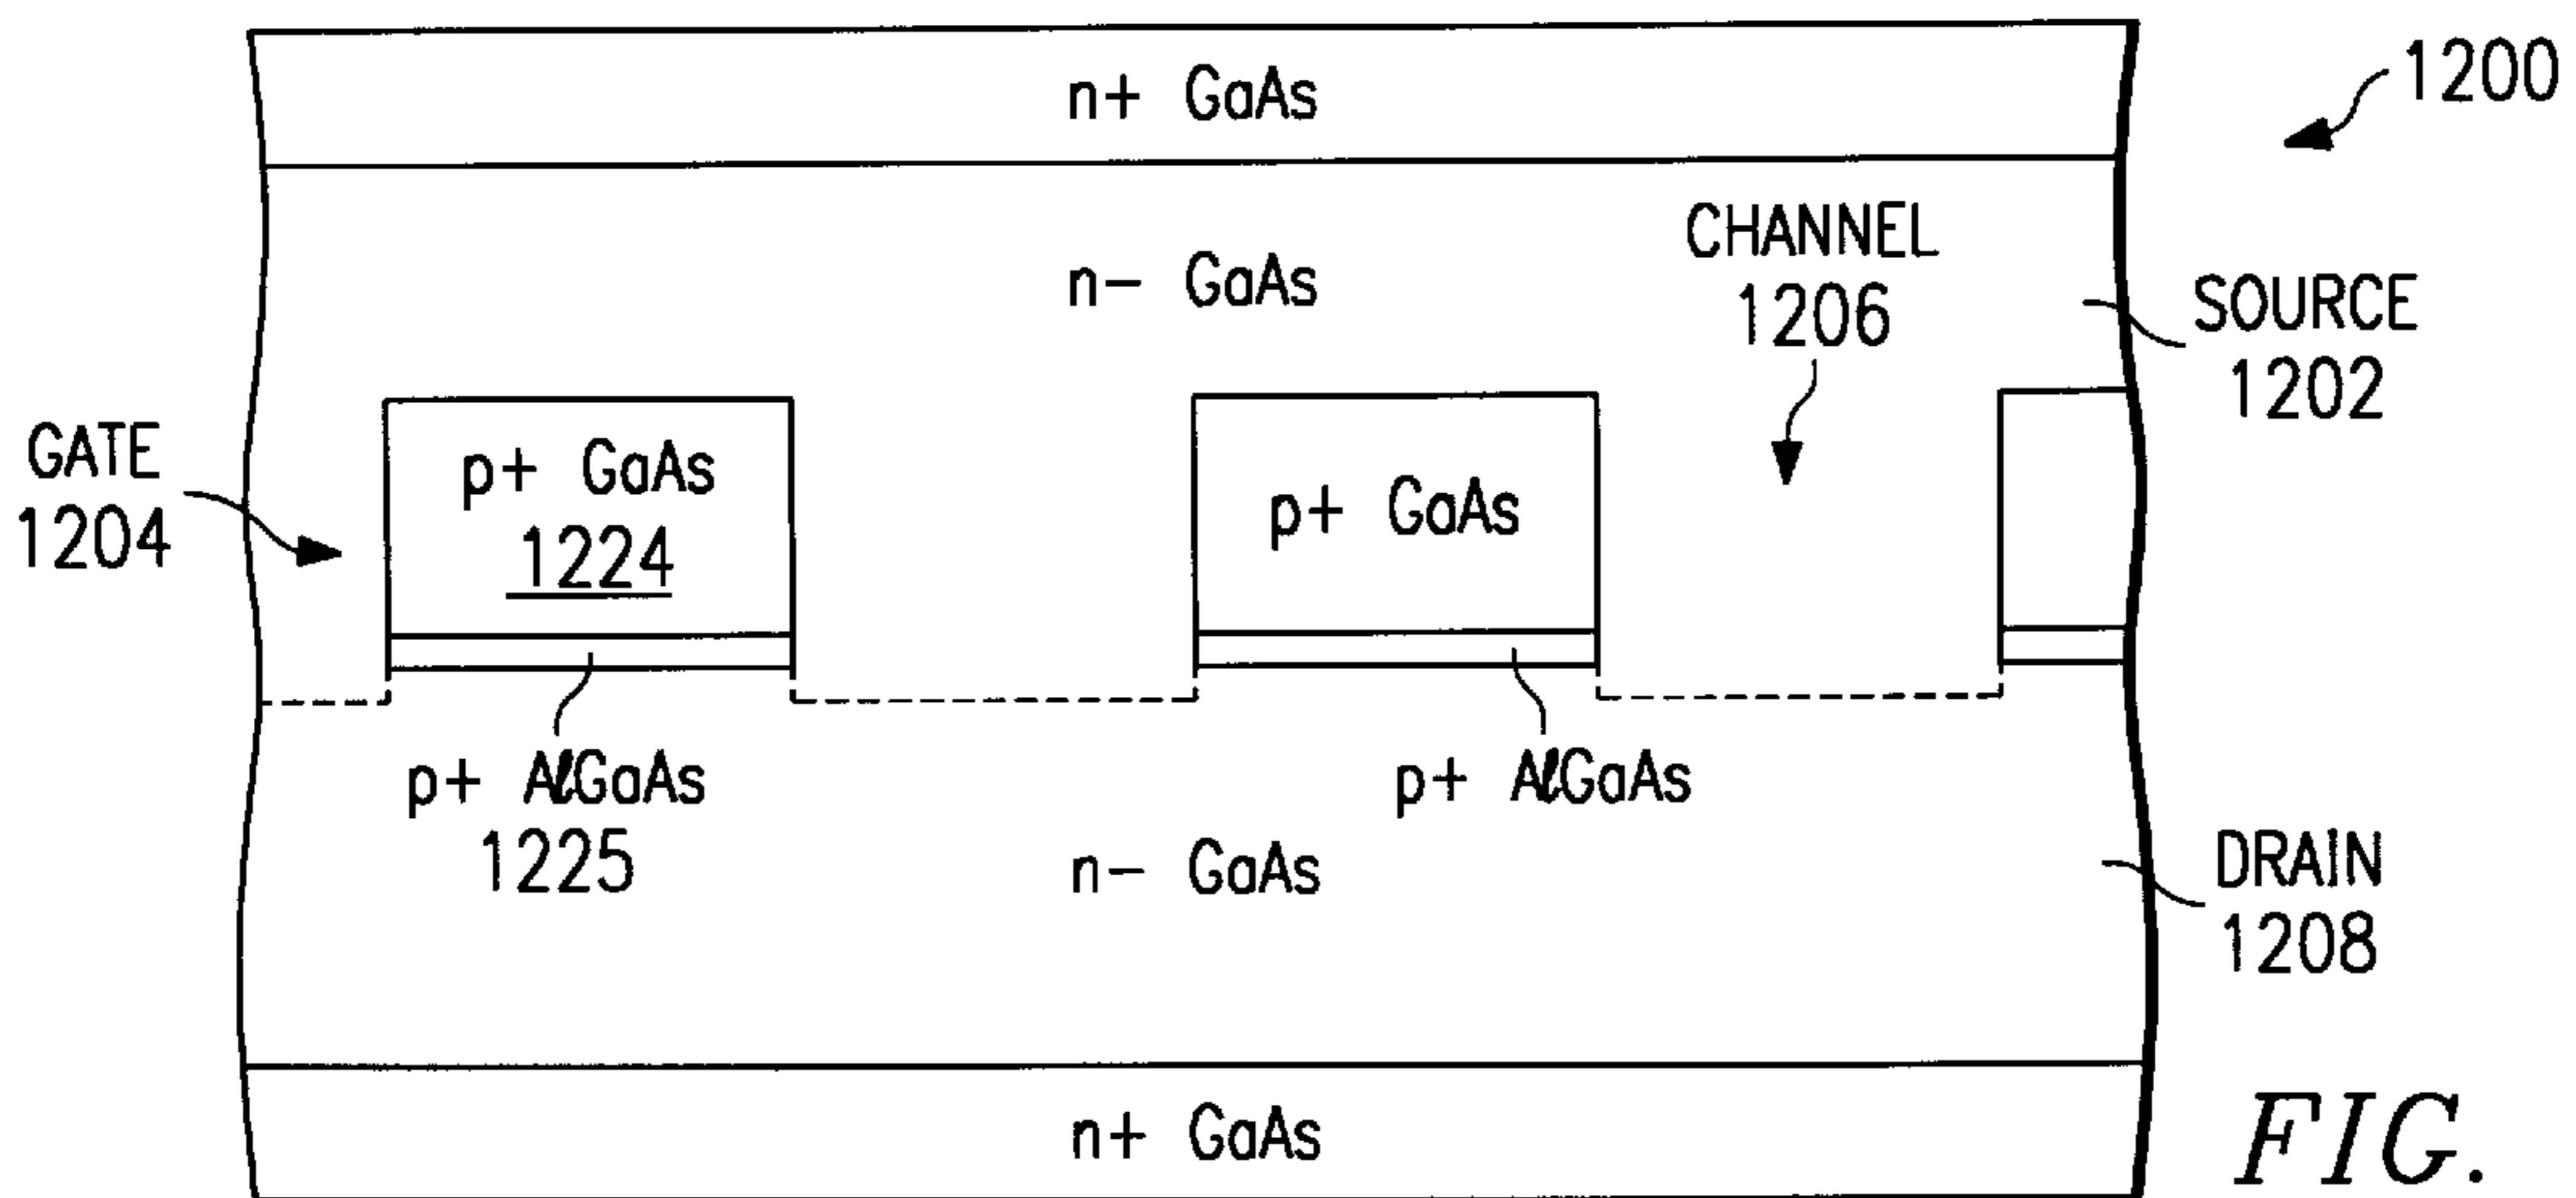 n+ GaAs
1200
n- GaAs
CHANNEL
1206
SOURCE
1202
GATE
1204
p+ GaAs
1224
p+ GaAs
p+ AlGaAs
1225
p+ AlGaAs
n- GaAs
DRAIN
1208
n+ GaAs
FIG.